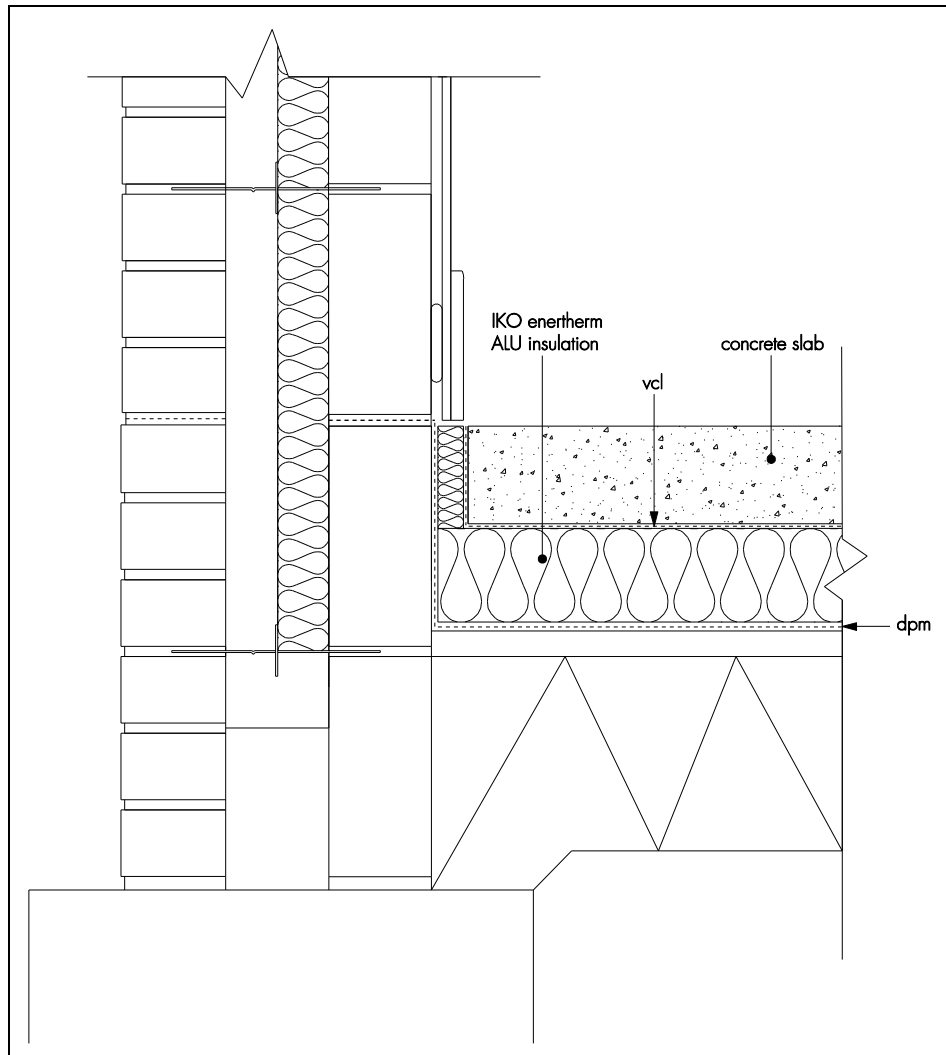 IKO enertherm
ALU insulation
concrete slab
vcl
dpm